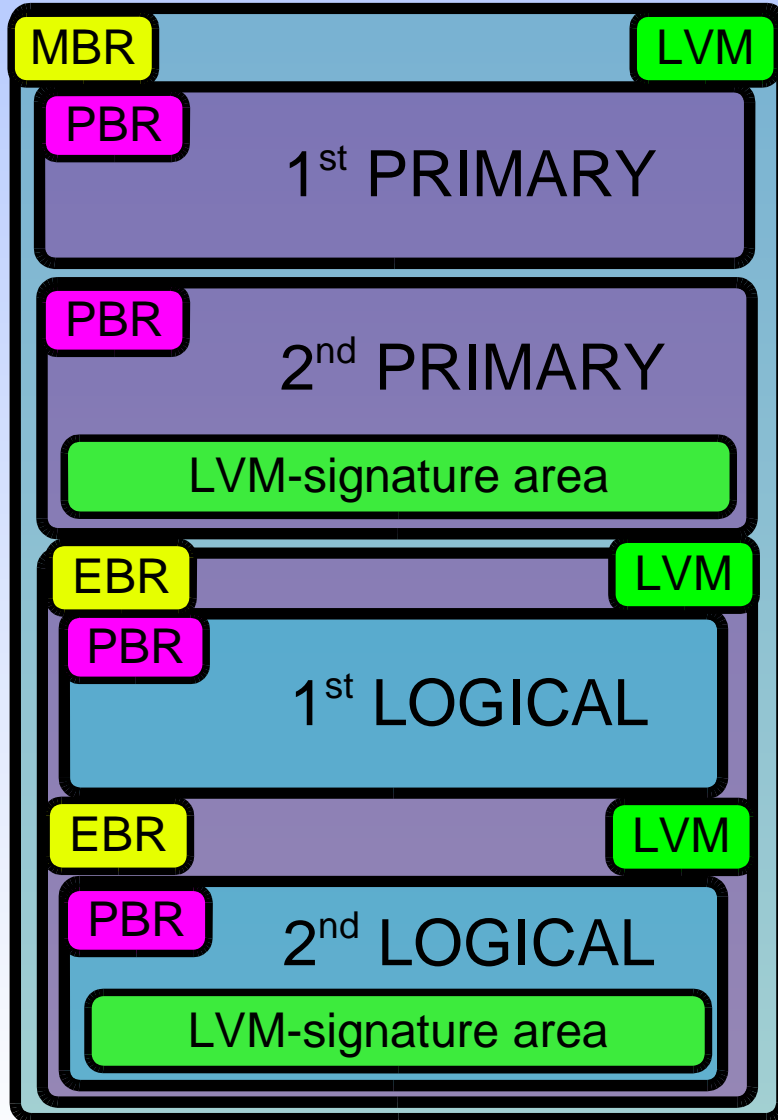 MBR LVM
PBR
1st PRIMARY
PBR
2nd PRIMARY
LVM-signature area
EBR LVM
PBR
1st LOGICAL
EBR LVM
PBR
2nd LOGICAL
LVM-signature area